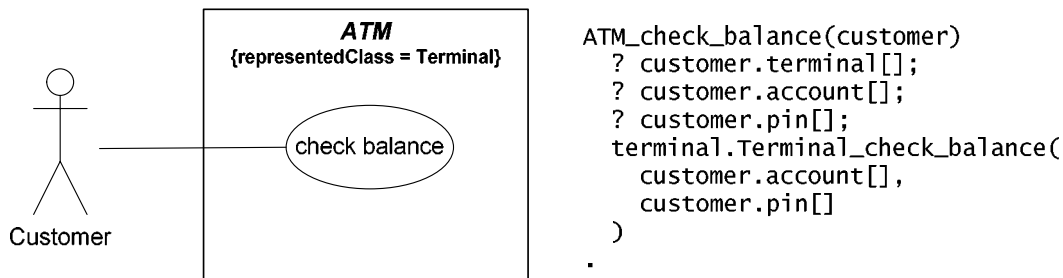 ATM
{representedClass = Terminal}
check balance
Customer
ATM_check_balance(customer)
? customer.terminal[];
? customer.account[];
? customer.pin[];
terminal.Terminal_check_balance(
customer.account[],
customer.pin[]
)
.